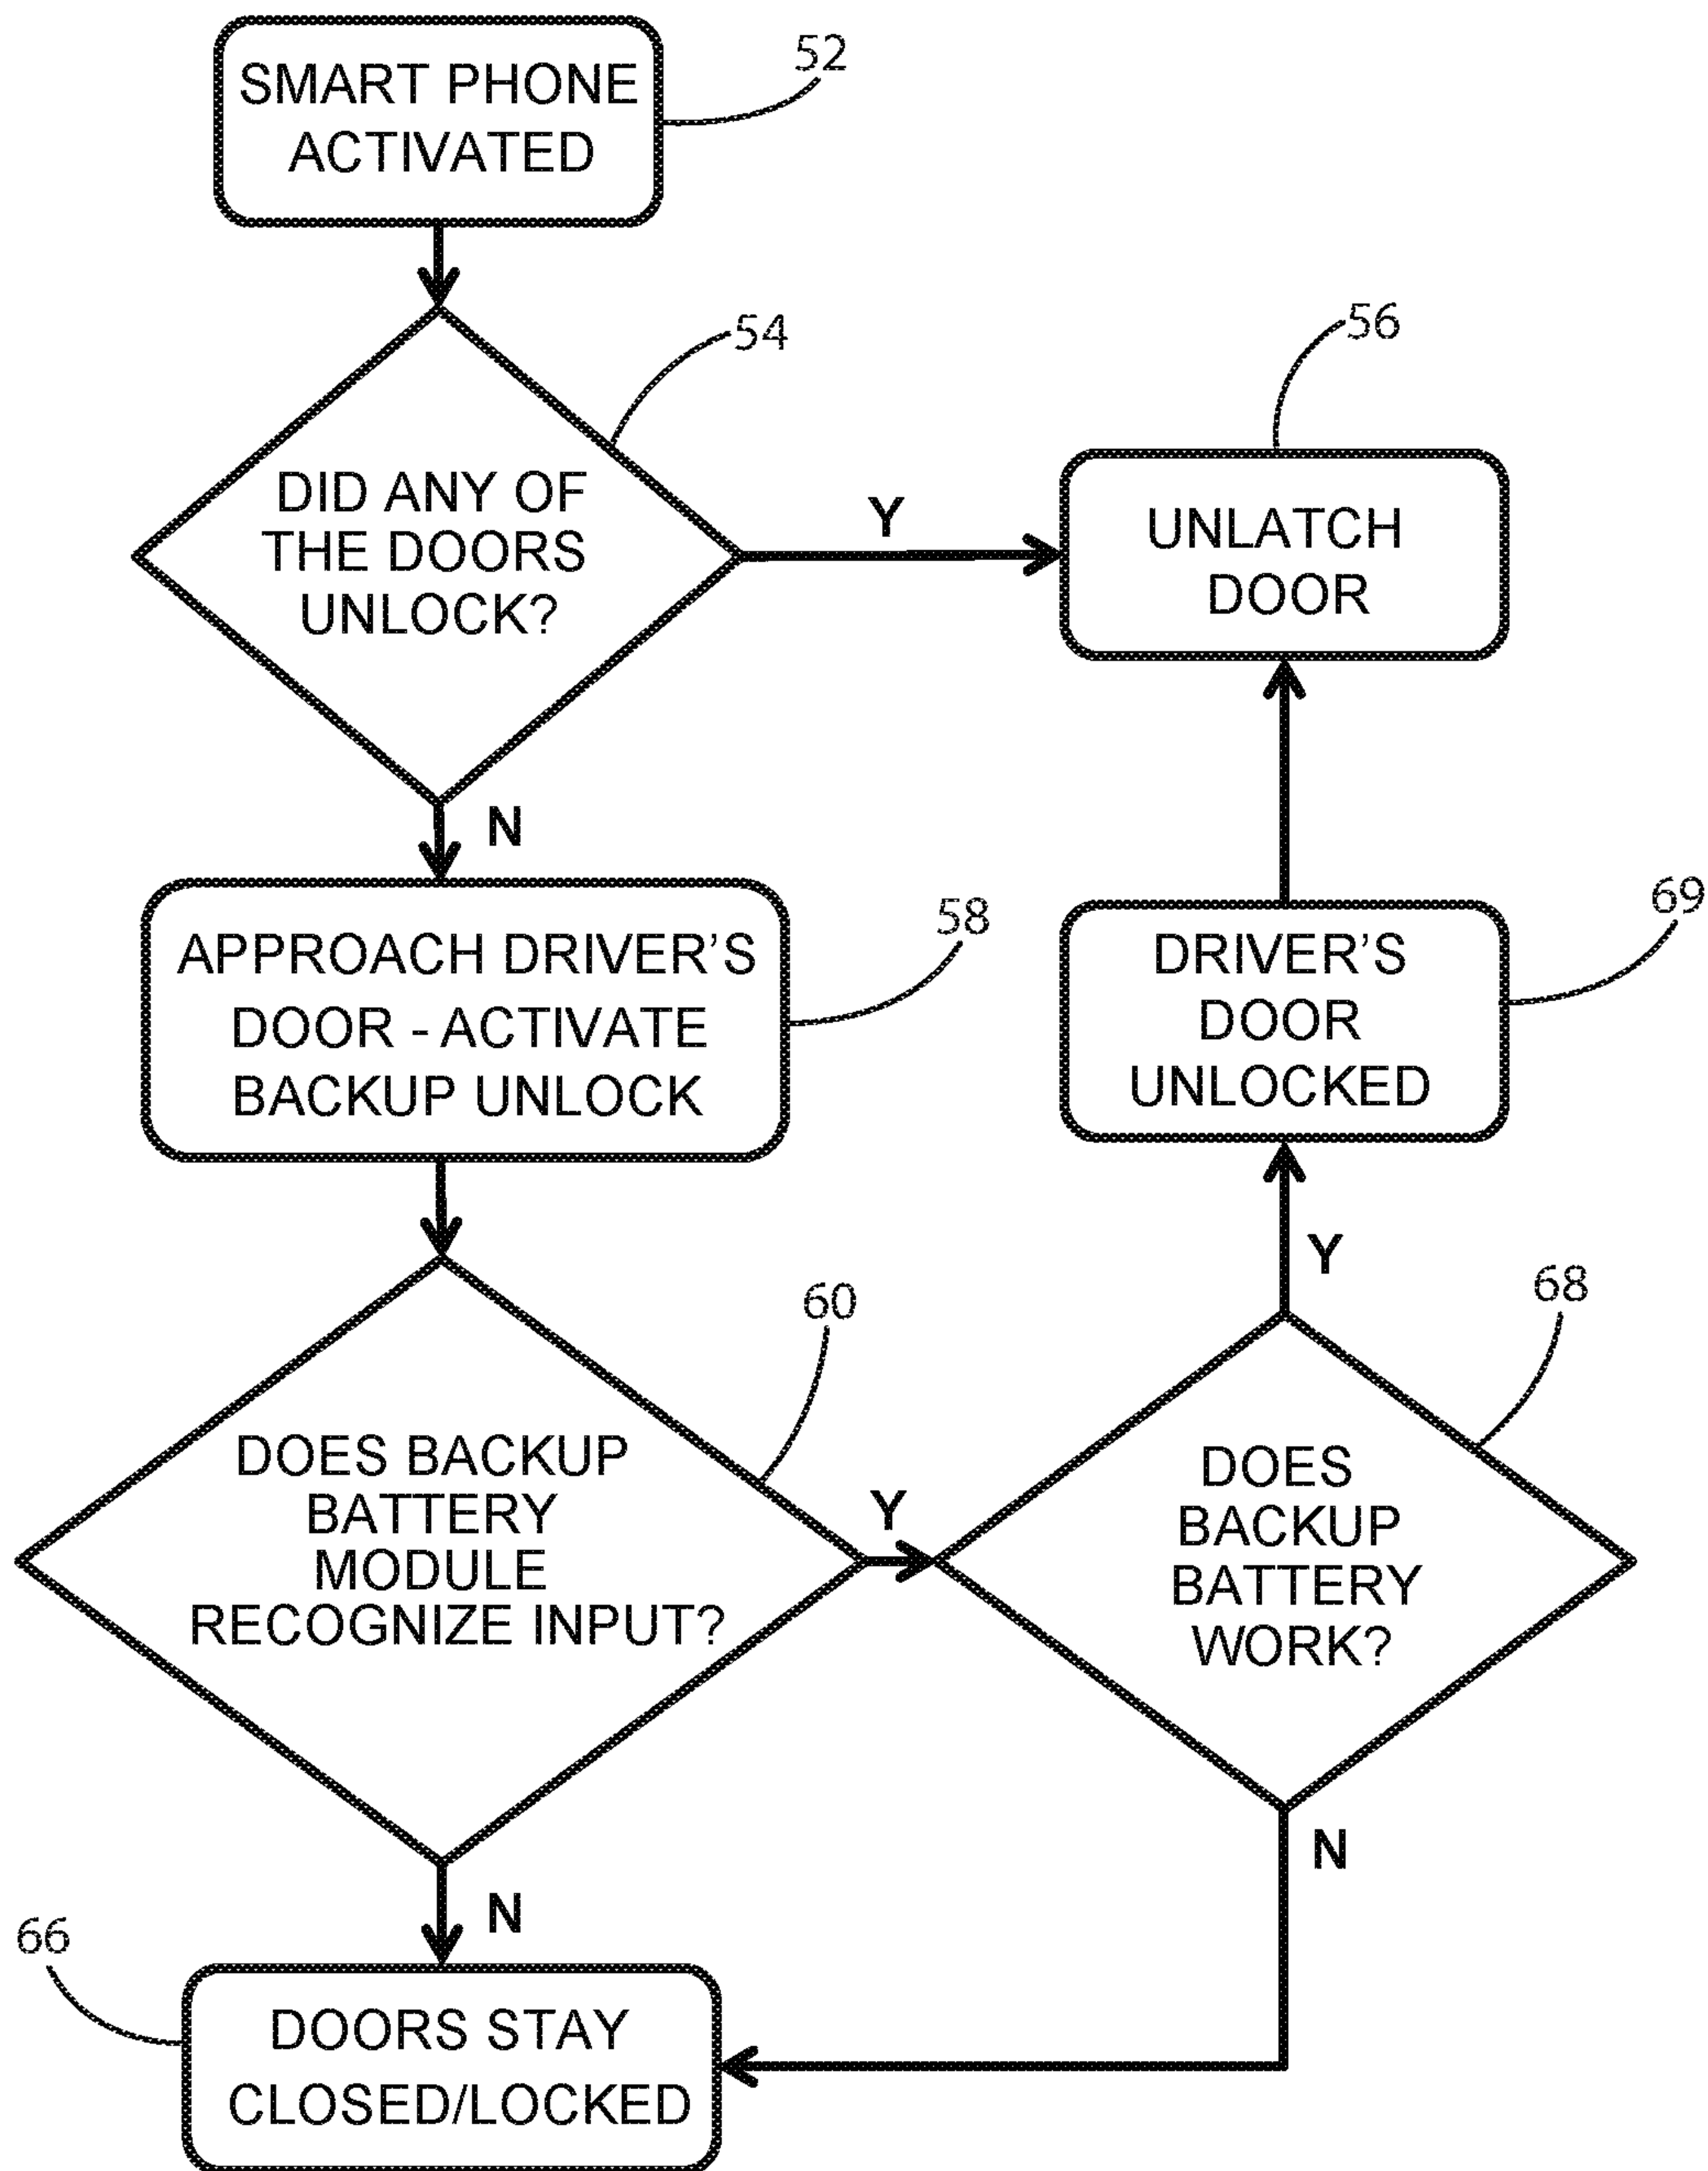 SMART PHONE
ACTIVATED
52
DID ANY OF
THE DOORS
UNLOCK?
54
Y
UNLATCH
DOOR
56
N
APPROACH DRIVER'S
DOOR - ACTIVATE
BACKUP UNLOCK
58
DRIVER'S
DOOR
UNLOCKED
69
DOES BACKUP
BATTERY
MODULE
RECOGNIZE INPUT?
60
Y
DOES
BACKUP
BATTERY
WORK?
68
Y
N
N
DOORS STAY
CLOSED/LOCKED
66